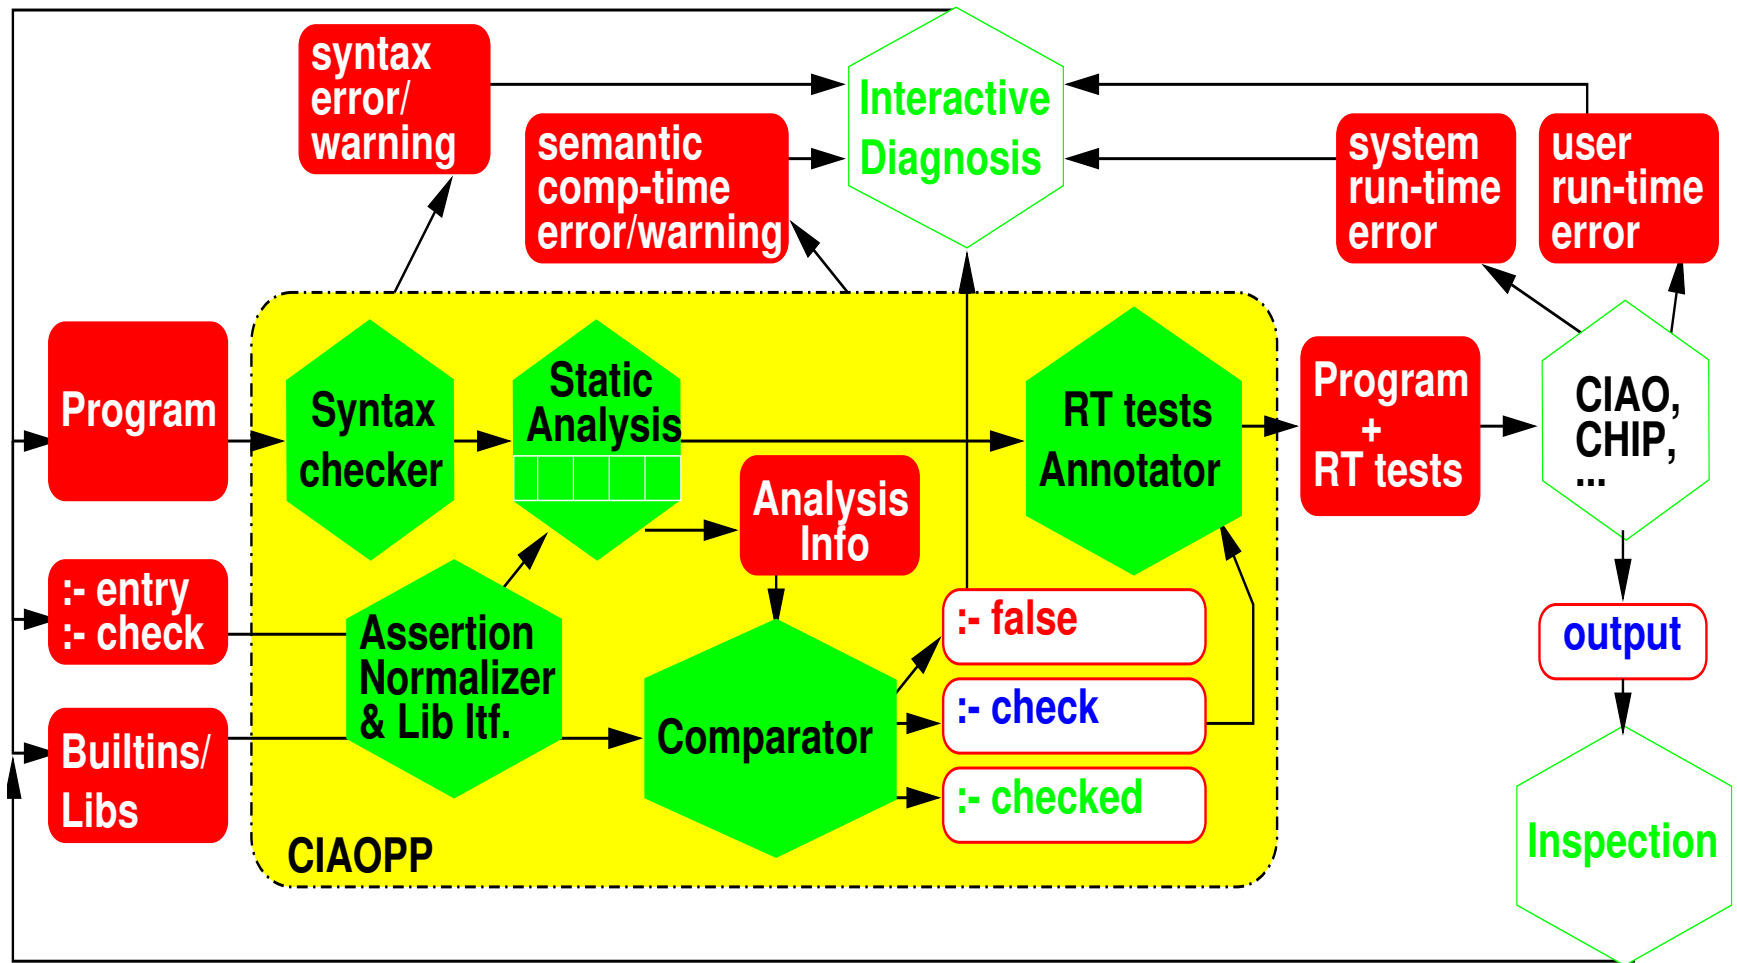 syntax
error/
warning
semantic
comp-time
error/warning
Interactive
Diagnosis
system
run-time
error
user
run-time
error
Program
Syntax
checker
Static
Analysis
RT tests
Annotator
Program
+
RT tests
CIAO,
CHIP,
...
Analysis
Info
:- entry
:- check
Assertion
Normalizer
& Lib Itf.
:- false
output
Builtins/
Libs
Comparator
:- check
:- checked
Inspection
CIAOPP